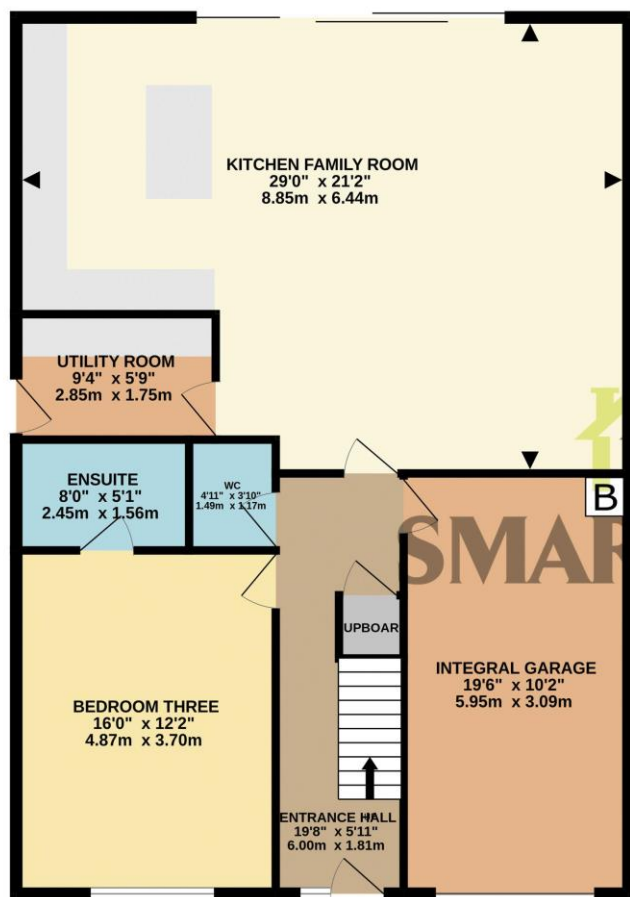 KITCHEN FAMILY ROOM
29'0" x 21'2"
8.85m x 6.44m
UTILITY ROOM
9'4" x 5'9"
2.85m x 1.75m
ENSUITE
8'0" x 5'1"
2.45m x 1.56m
WC
4'11" x 3'10"
1.49m x 1.17m
B
SMAR
UPBOAR
INTEGRAL GARAGE
19'6" x 10'2"
5.95m x 3.09m
BEDROOM THREE
16'0" x 12'2"
4.87m x 3.70m
ENTRANCE HALL
19'8" x 5'11"
6.00m x 1.81m